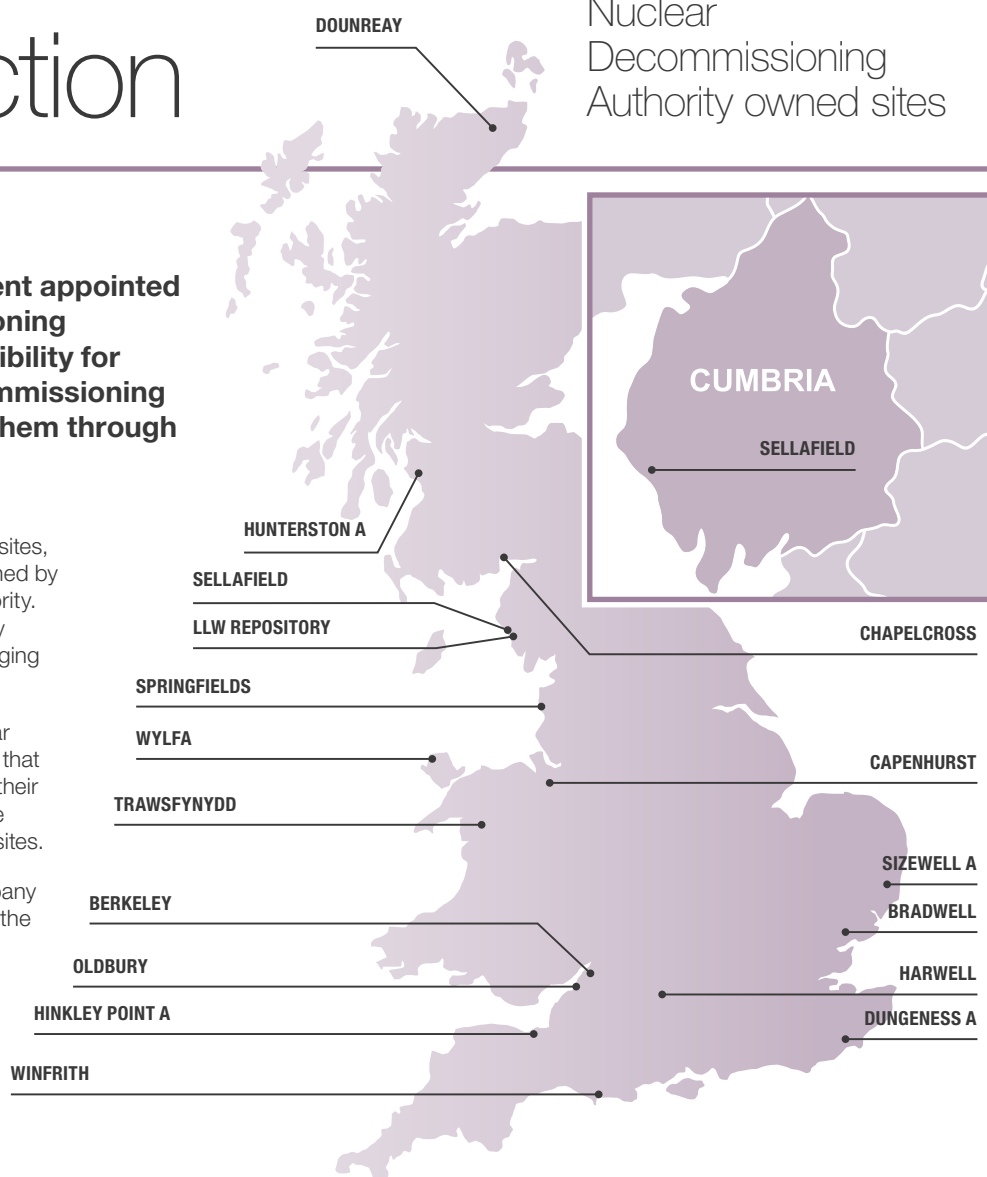 ction
Nuclear
Decommissioning
Authority owned sites
ent appointed
oning
ibility for
mmissioning
them through
sites,
ned by
rity.
y
ging
ar
that
their
e
sites.
pany
the
DOUNREAY
CUMBRIA
SELLAFIELD
HUNTERSTON A
SELLAFIELD
LLW REPOSITORY
CHAPELCROSS
SPRINGFIELDS
WYLFA
CAPENHURST
TRAWSFYNYDD
SIZEWELL A
BERKELEY
BRADWELL
OLDBURY
HARWELL
HINKLEY POINT A
DUNGENESS A
WINFRITH